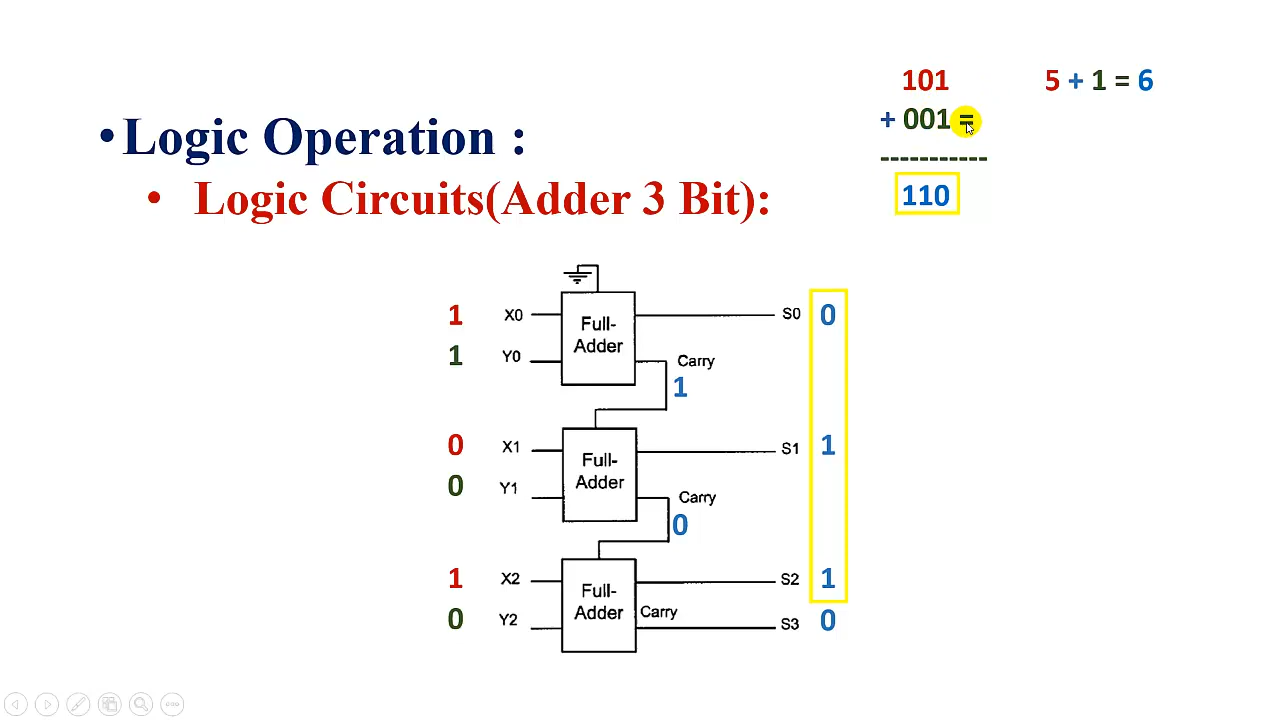 101 5 + 1 = 6
+ 001 =
-----------
110
•Logic Operation :
• Logic Circuits(Adder 3 Bit):
1 X0 Full-Adder S0 0
1 Y0 Carry
1
0 X1 Full-Adder S1 1
0 Y1 Carry
0
1 X2 Full-Adder S2 1
0 Y2 Carry S3 0